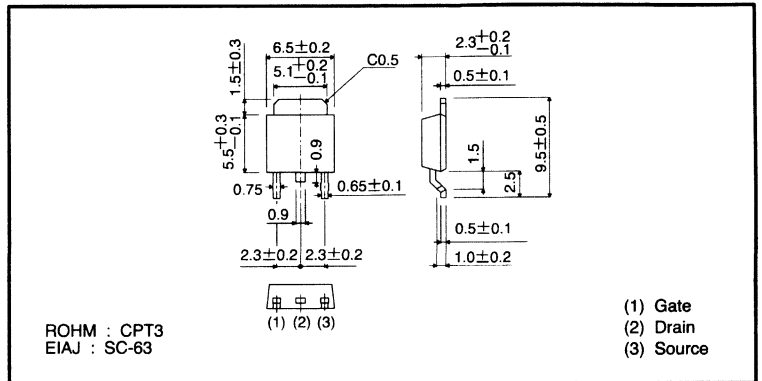 6.5±0.2
5.1+0.2−0.1
C0.5
1.5±0.3
5.5+0.3−0.1
0.9
0.75
0.65±0.1
0.9
2.3±0.2 2.3±0.2
(1) (2) (3)
2.3+0.2−0.1
0.5±0.1
1.5
2.5
9.5±0.5
0.5±0.1
1.0±0.2
ROHM : CPT3
EIAJ : SC-63
(1) Gate
(2) Drain
(3) Source